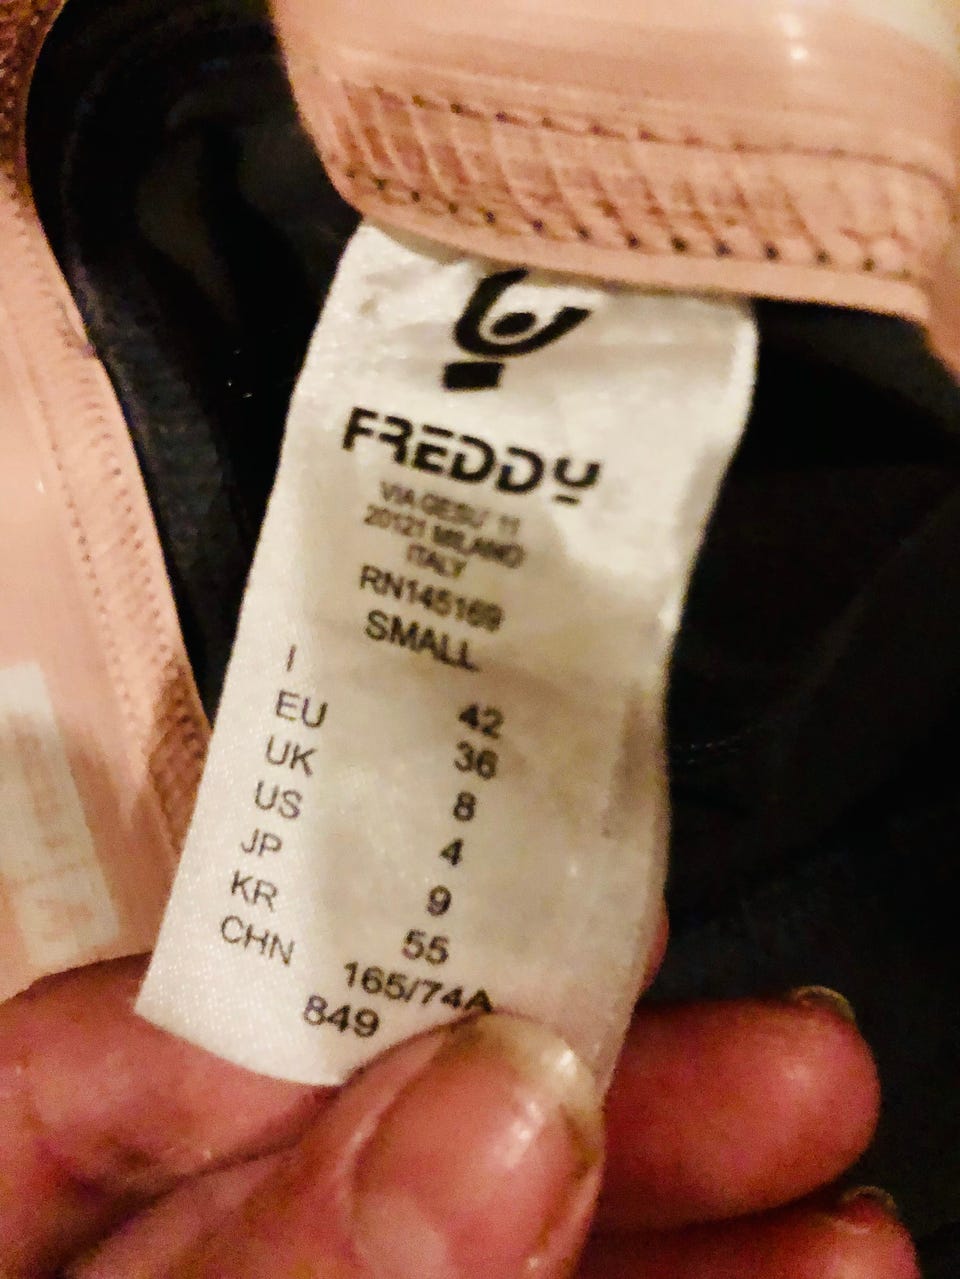 FREDDY
VIA GESU' 11
20121 MILANO
ITALY
RN145169
SMALL
I 42
EU 36
UK 8
US 4
JP 9
KR 55
CHN 165/74A
849